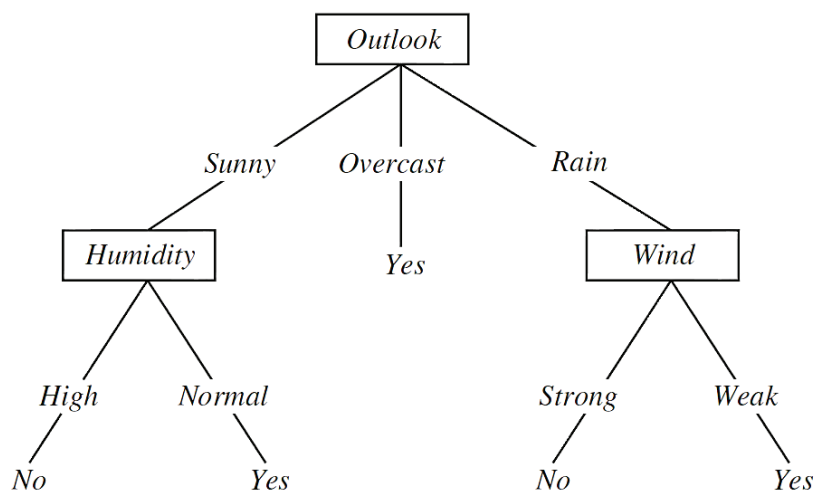 Outlook
Sunny Overcast Rain
Humidity Yes Wind
High Normal Strong Weak
No Yes No Yes